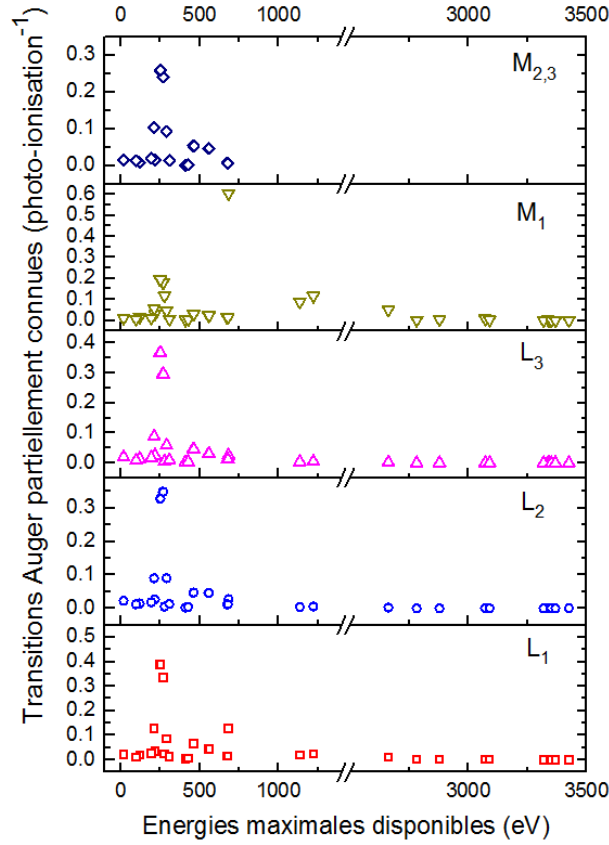 Transitions Auger partiellement connues (photo-ionisation⁻¹)
0 500 1000 3000 3500
0.3
0.2
0.1
0.0
M₂,₃
0.6
0.5
0.4
0.3
0.2
0.1
0.0
M₁
0.4
0.3
0.2
0.1
0.0
L₃
0.3
0.2
0.1
0.0
L₂
0.5
0.4
0.3
0.2
0.1
0.0
L₁
0 500 1000 3000 3500
Energies maximales disponibles (eV)